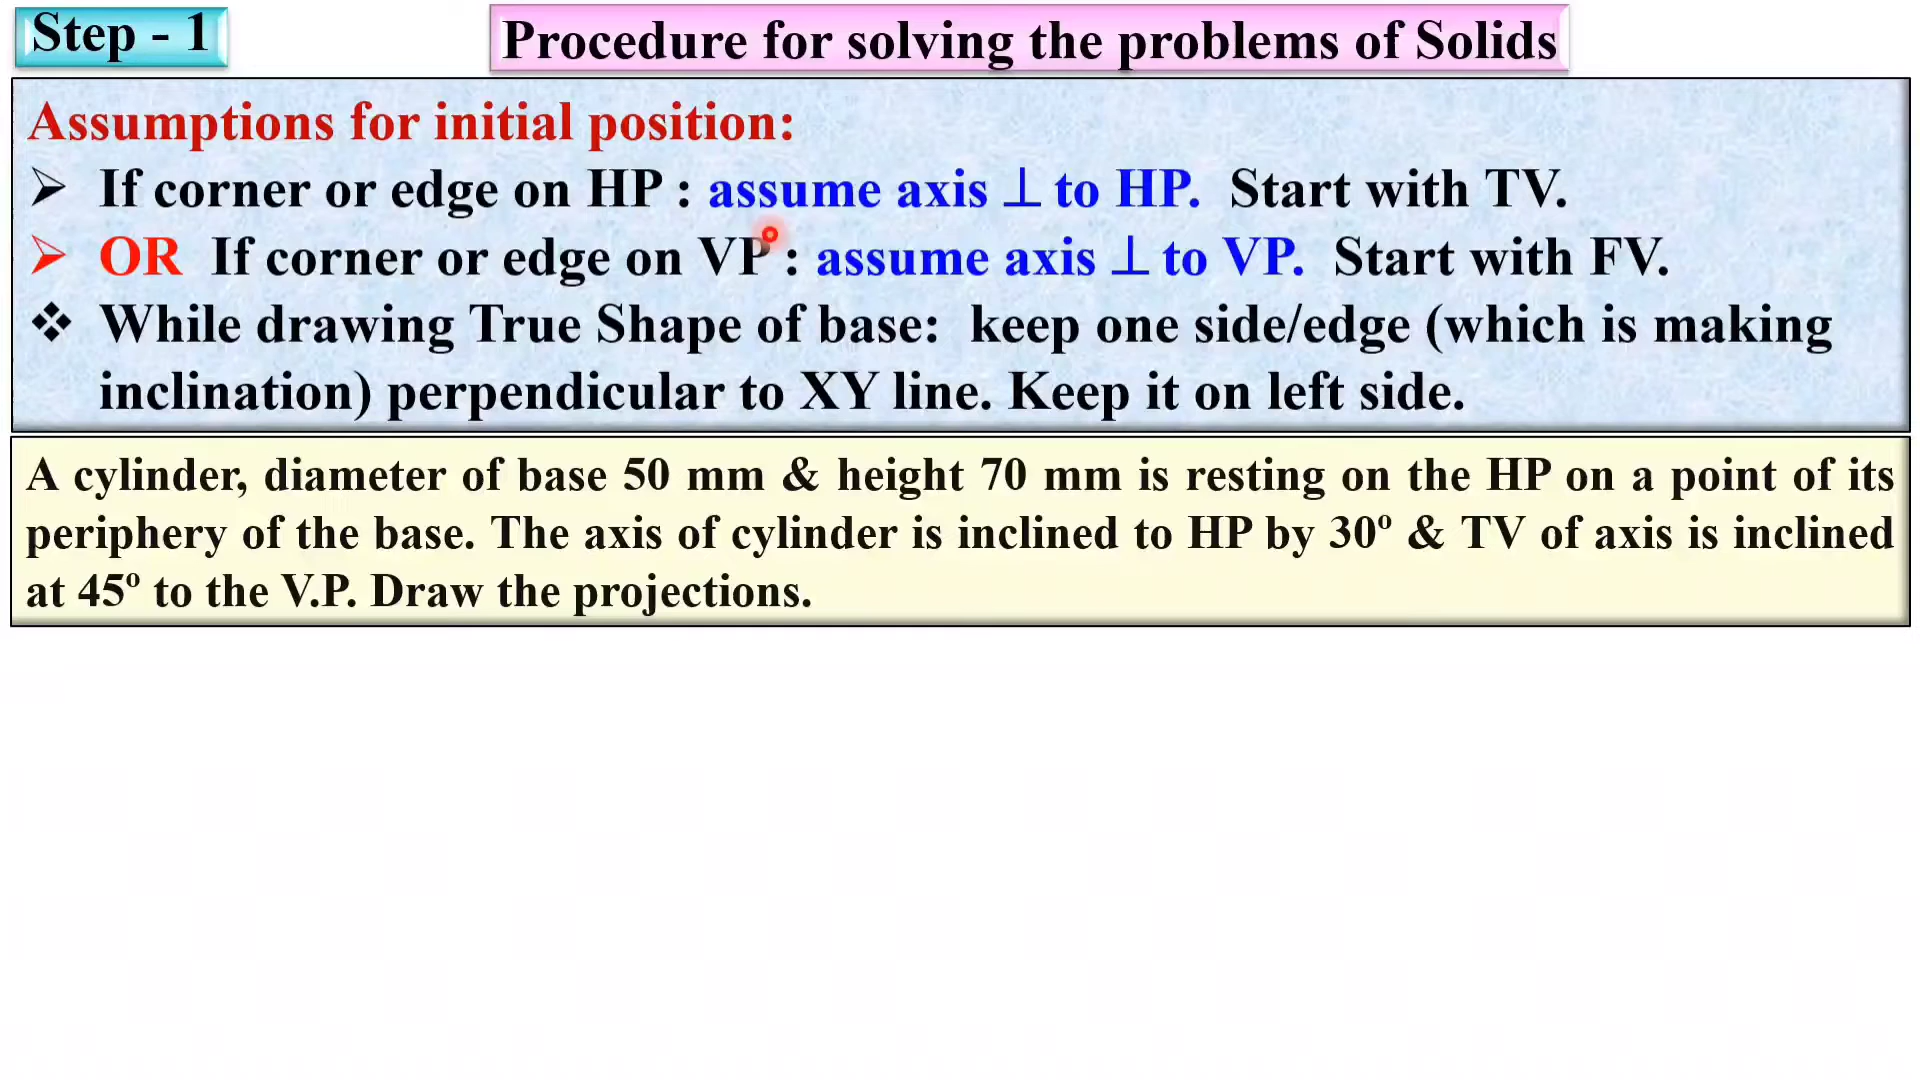 Step - 1
Procedure for solving the problems of Solids
Assumptions for initial position:
➢ If corner or edge on HP : assume axis ⊥ to HP. Start with TV.
➢ OR If corner or edge on VP : assume axis ⊥ to VP. Start with FV.
❖ While drawing True Shape of base: keep one side/edge (which is making
inclination) perpendicular to XY line. Keep it on left side.
A cylinder, diameter of base 50 mm & height 70 mm is resting on the HP on a point of its
periphery of the base. The axis of cylinder is inclined to HP by 30º & TV of axis is inclined
at 45º to the V.P. Draw the projections.